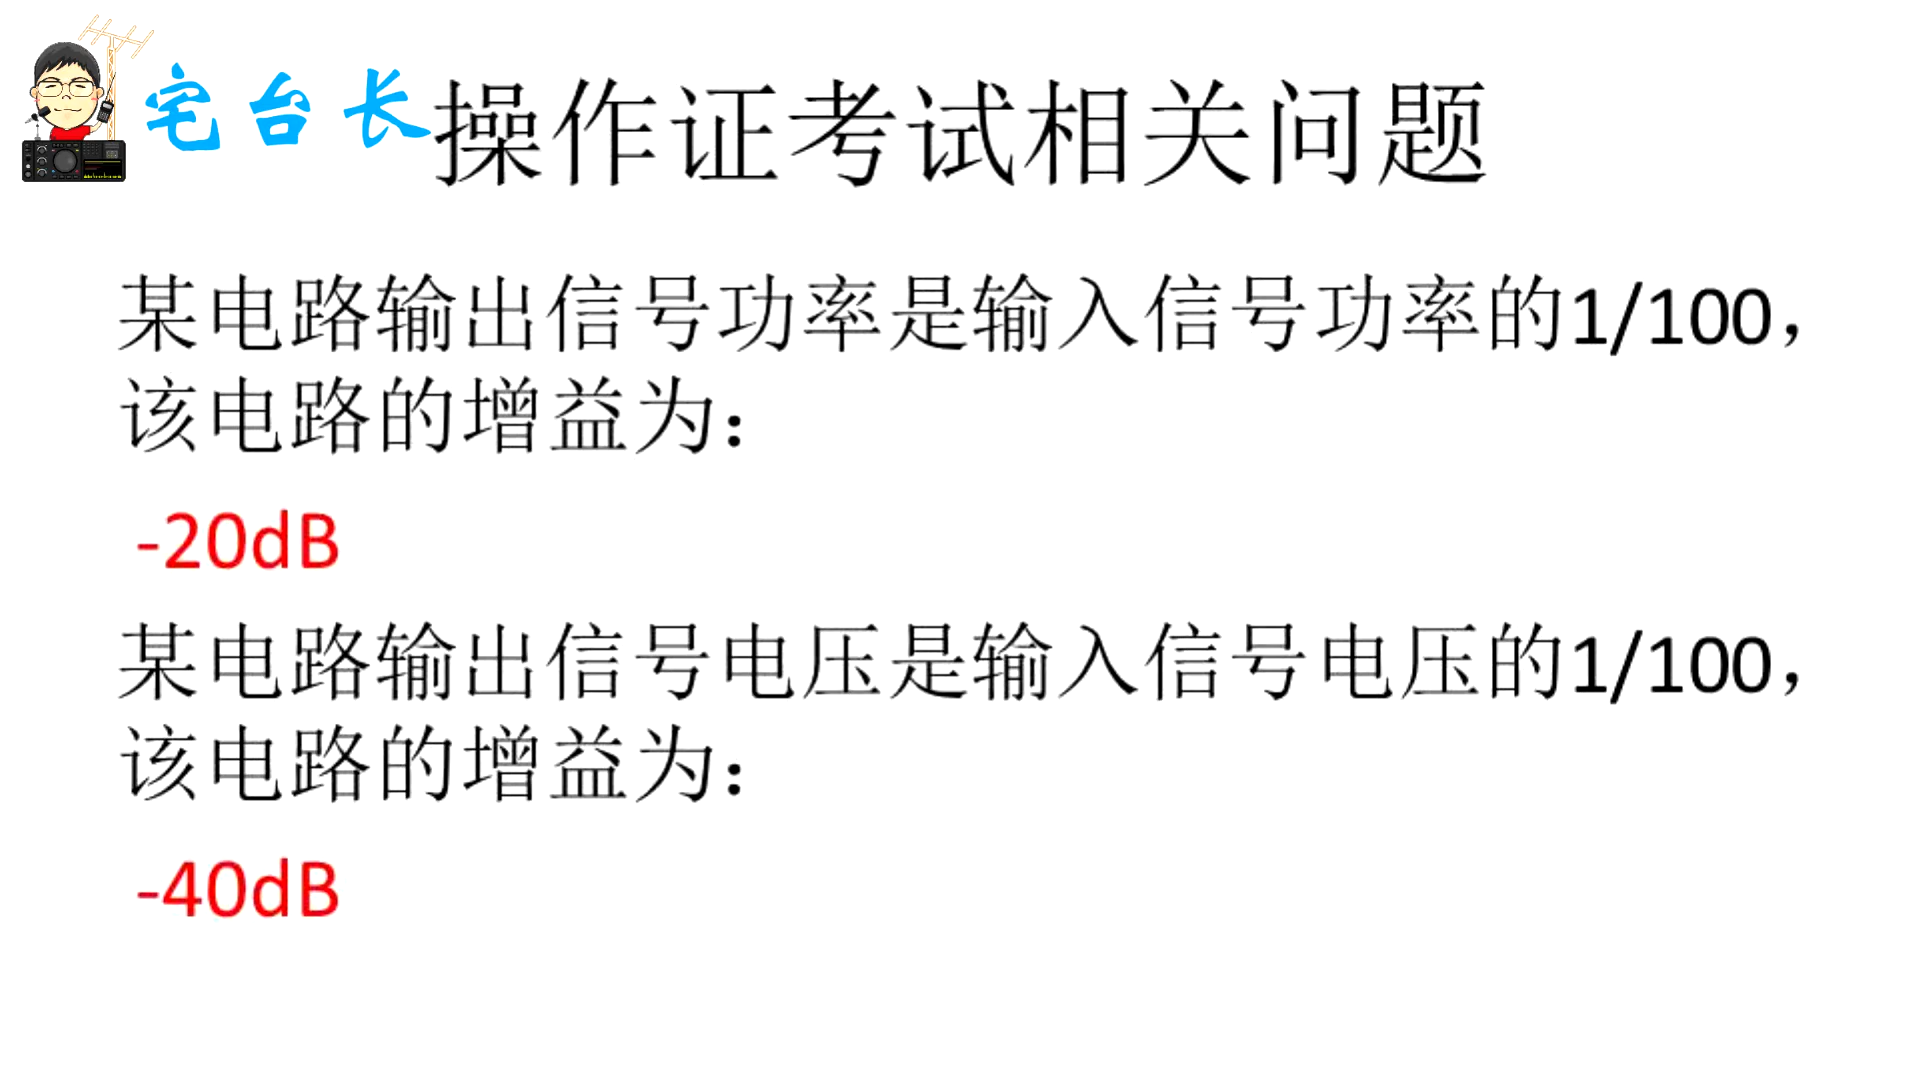 宅台长
操作证考试相关问题
某电路输出信号功率是输入信号功率的1/100，
该电路的增益为：
-20dB
某电路输出信号电压是输入信号电压的1/100，
该电路的增益为：
-40dB